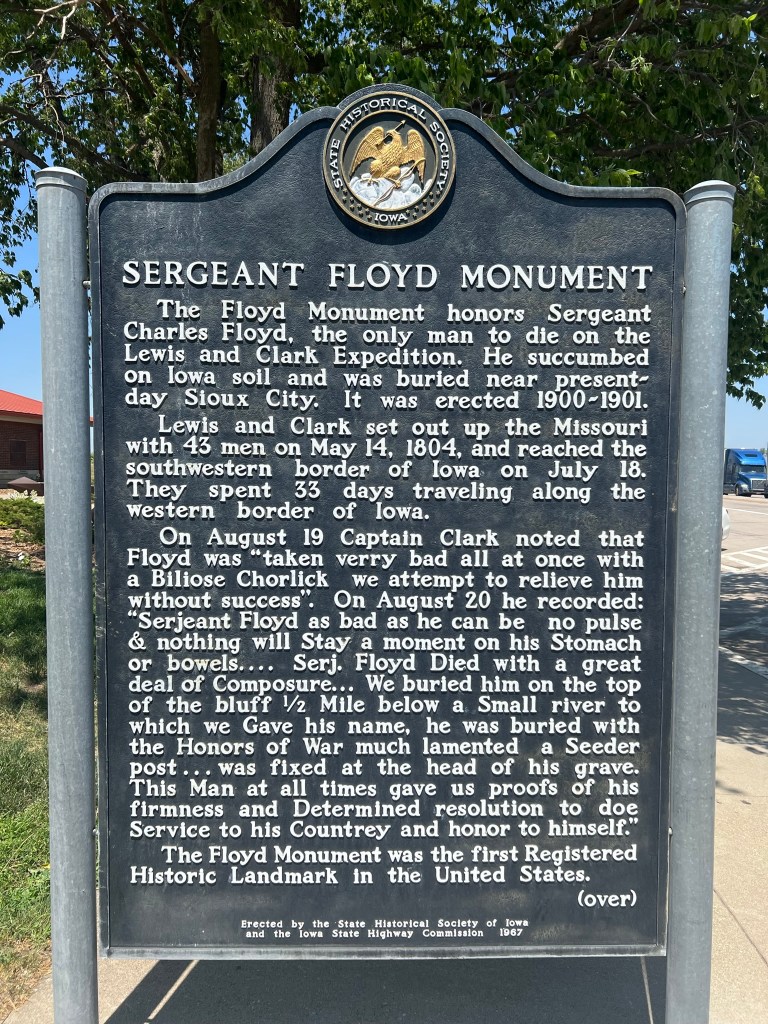 STATE HISTORICAL SOCIETY
IOWA
SERGEANT FLOYD MONUMENT
The Floyd Monument honors Sergeant
Charles Floyd, the only man to die on the
Lewis and Clark Expedition. He succumbed
on Iowa soil and was buried near present-
day Sioux City. It was erected 1900-1901.
Lewis and Clark set out up the Missouri
with 43 men on May 14, 1804, and reached the
southwestern border of Iowa on July 18.
They spent 33 days traveling along the
western border of Iowa.
On August 19 Captain Clark noted that
Floyd was "taken verry bad all at once with
a Biliose Chorlick we attempt to relieve him
without success". On August 20 he recorded:
"Serjeant Floyd as bad as he can be no pulse
& nothing will Stay a moment on his Stomach
or bowels.... Serj. Floyd Died with a great
deal of Composure... We buried him on the top
of the bluff ½ Mile below a Small river to
which we Gave his name, he was buried with
the Honors of War much lamented a Seeder
post... was fixed at the head of his grave.
This Man at all times gave us proofs of his
firmness and Determined resolution to doe
Service to his Countrey and honor to himself."
The Floyd Monument was the first Registered
Historic Landmark in the United States.
(over)
Erected by the State Historical Society of Iowa
and the Iowa State Highway Commission 1967